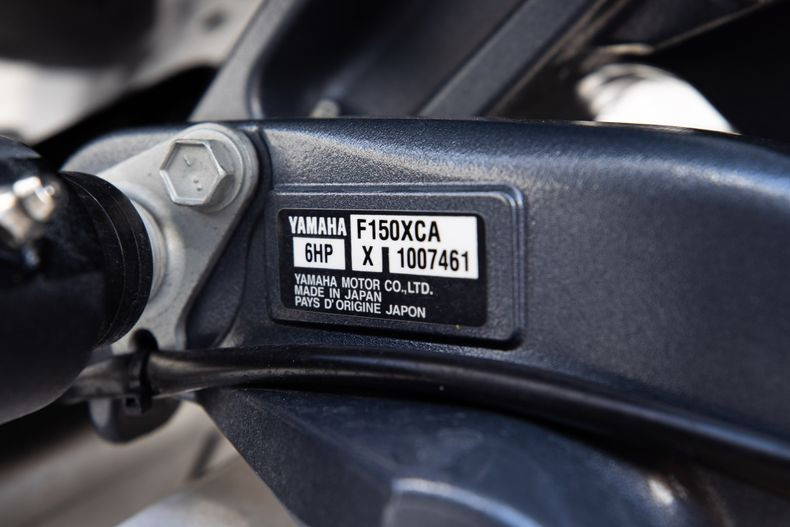 YAMAHA F150XCA
6HP X 1007461
YAMAHA MOTOR CO.,LTD.
MADE IN JAPAN
PAYS D'ORIGINE JAPON